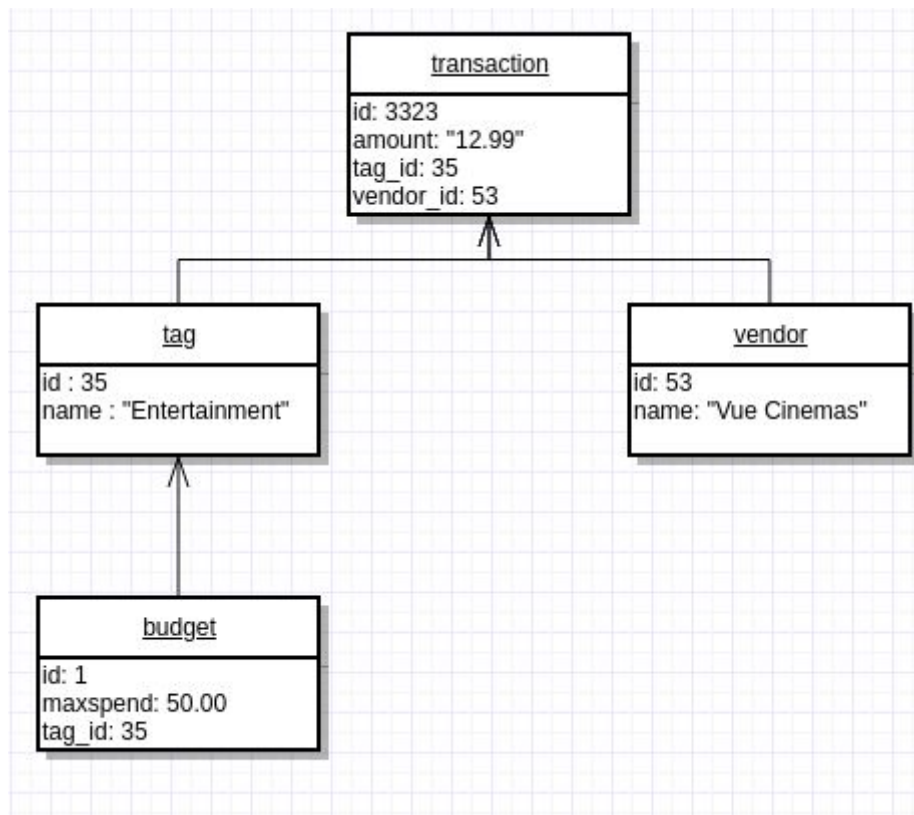 transaction
id: 3323
amount: "12.99"
tag_id: 35
vendor_id: 53
tag
id : 35
name : "Entertainment"
vendor
id: 53
name: "Vue Cinemas"
budget
id: 1
maxspend: 50.00
tag_id: 35